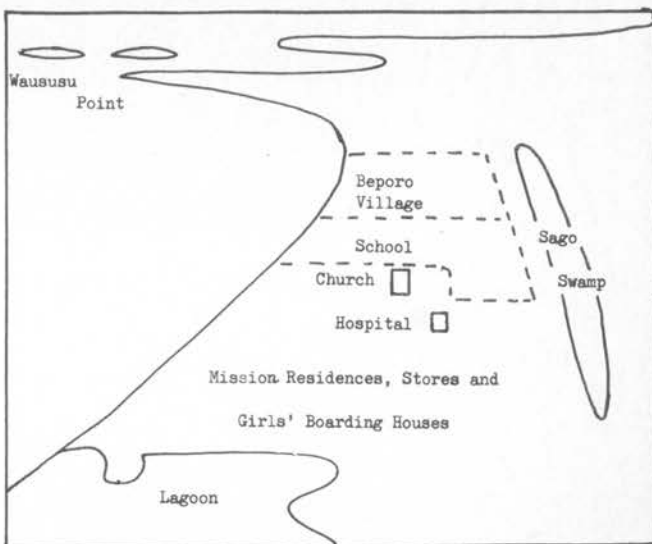 Waususu
Point
Beporo
Village
School
Sago
Swamp
Church
Hospital
Mission Residences, Stores and
Girls' Boarding Houses
Lagoon